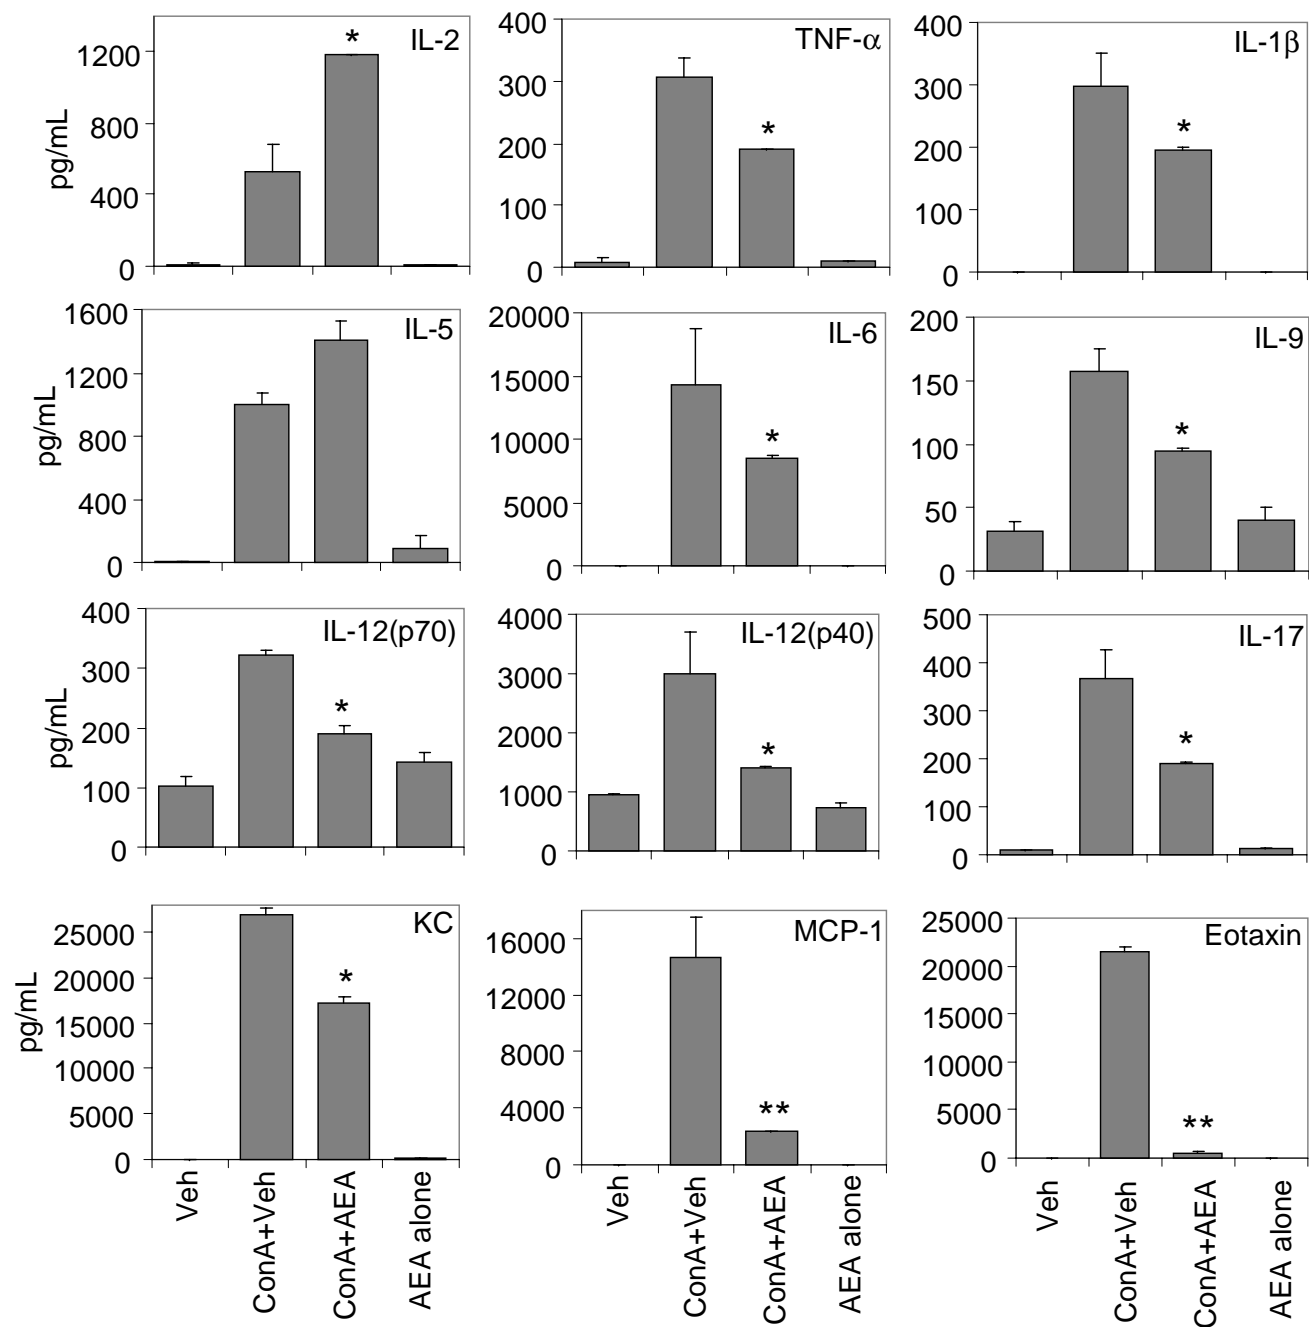 IL-2
1200
800
400
0
pg/mL
*
TNF-α
400
300
200
100
0
*
IL-1β
400
300
200
100
0
*
IL-5
1600
1200
800
400
0
pg/mL
IL-6
20000
15000
10000
5000
0
*
IL-9
200
150
100
50
0
*
IL-12(p70)
400
300
200
100
0
pg/mL
*
IL-12(p40)
4000
3000
2000
1000
0
*
IL-17
500
400
300
200
100
0
*
KC
25000
20000
15000
10000
5000
0
pg/mL
*
Veh
ConA+Veh
ConA+AEA
AEA alone
MCP-1
16000
12000
8000
4000
0
**
Veh
ConA+Veh
ConA+AEA
AEA alone
Eotaxin
25000
20000
15000
10000
5000
0
**
Veh
ConA+Veh
ConA+AEA
AEA alone